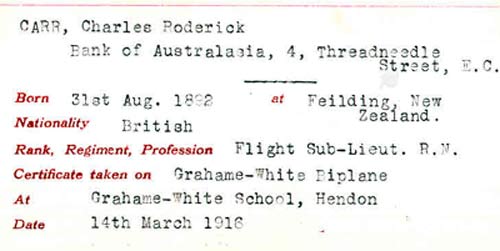 CARR, Charles Roderick
Bank of Australasia, 4, Threadneedle
Street, E.C.
Born 31st Aug. 1892 at Feilding, New
Zealand.
Nationality British
Rank, Regiment, Profession Flight Sub-Lieut. R.N.
Certificate taken on Grahame-White Biplane
At Grahame-White School, Hendon
Date 14th March 1916